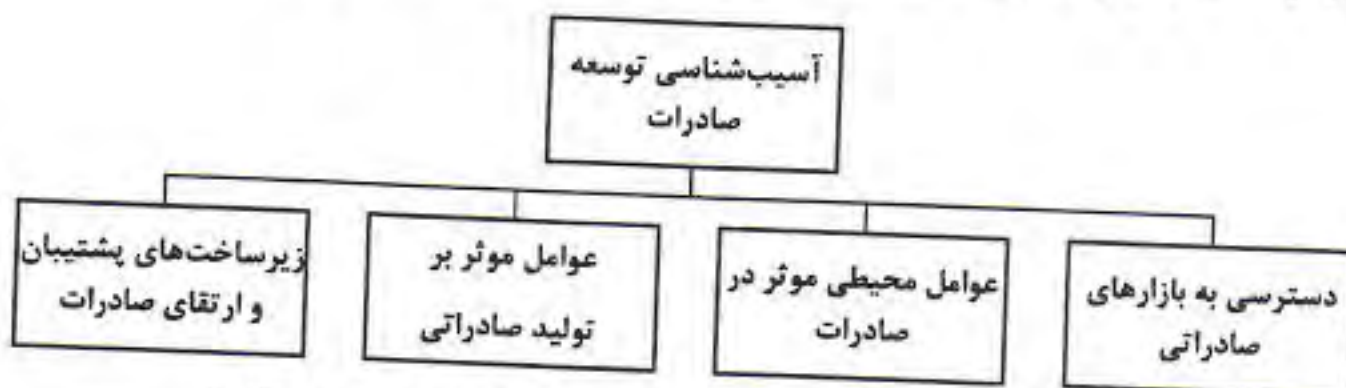 آسیب‌شناسی توسعه
صادرات
دسترسی به بازارهای
صادراتی
عوامل محیطی موثر در
صادرات
عوامل موثر بر
تولید صادراتی
زیرساخت‌های پشتیبان
و ارتقای صادرات